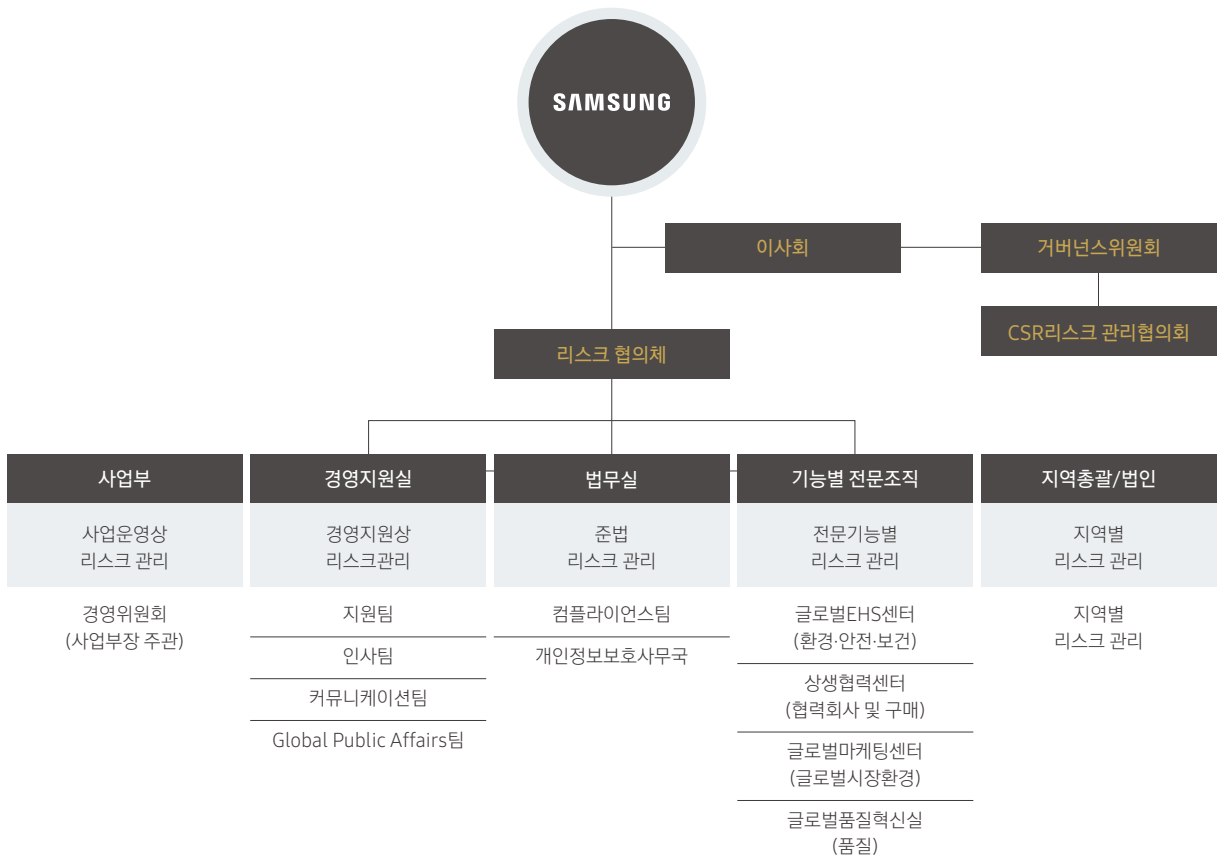 SAMSUNG
이사회
거버넌스위원회
CSR리스크 관리협의회
리스크 협의체
사업부
사업운영상
리스크 관리
경영위원회
(사업부장 주관)
경영지원실
경영지원상
리스크관리
지원팀
인사팀
커뮤니케이션팀
Global Public Affairs팀
법무실
준법
리스크 관리
컴플라이언스팀
개인정보보호사무국
기능별 전문조직
전문기능별
리스크 관리
글로벌EHS센터
(환경·안전·보건)
상생협력센터
(협력회사 및 구매)
글로벌마케팅센터
(글로벌시장환경)
글로벌품질혁신실
(품질)
지역총괄/법인
지역별
리스크 관리
지역별
리스크 관리